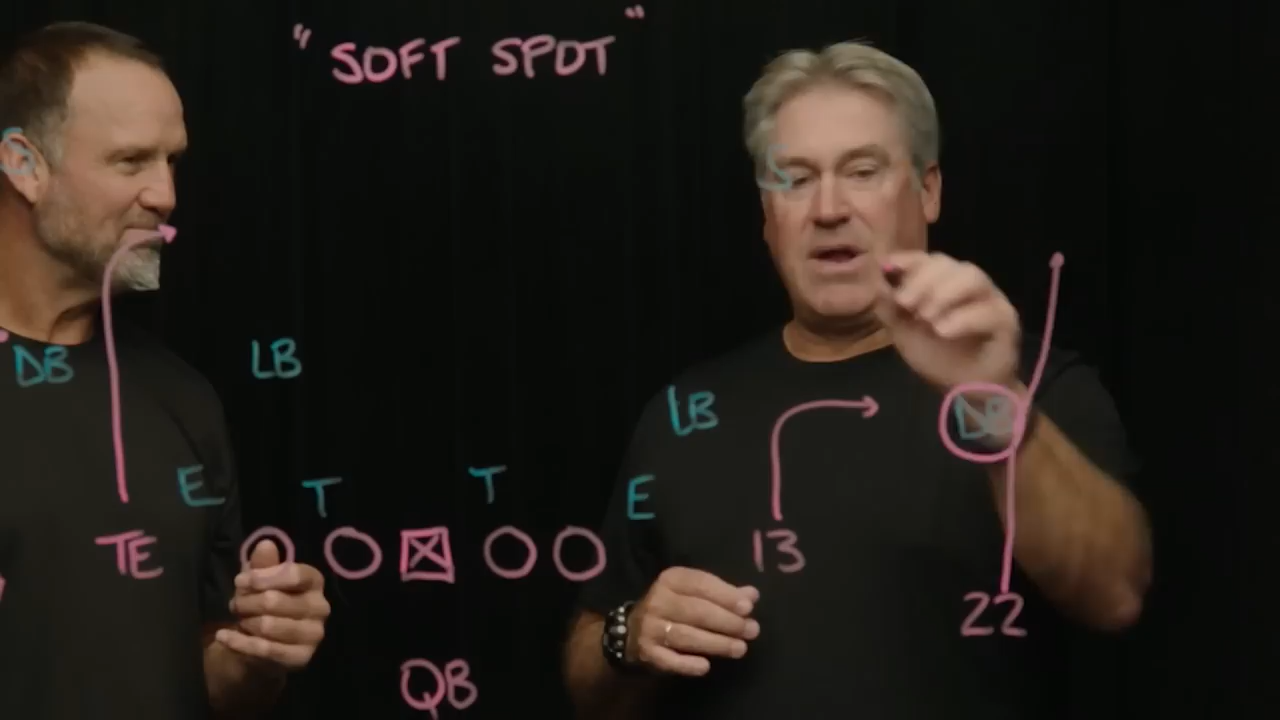 " SOFT SPOT "
S S
DB LB LB DB
E T T E
TE 13
22
QB